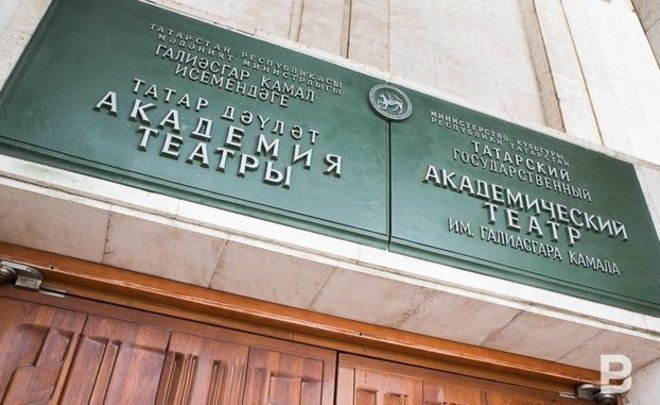 ТАТАРСТАН РЕСПУБЛИКАСЫ
МӘДӘНИЯТ МИНИСТРЛЫГЫ
ГАЛИӘСГАР КАМАЛ
ИСЕМЕНДӘГЕ
ТАТАР ДӘҮЛӘТ
АКАДЕМИЯ
ТЕАТРЫ
МИНИСТЕРСТВО КУЛЬТУРЫ
РЕСПУБЛИКИ ТАТАРСТАН
ТАТАРСКИЙ
ГОСУДАРСТВЕННЫЙ
АКАДЕМИЧЕСКИЙ
ТЕАТР
ИМ. ГАЛИАСГАРА КАМАЛА
B